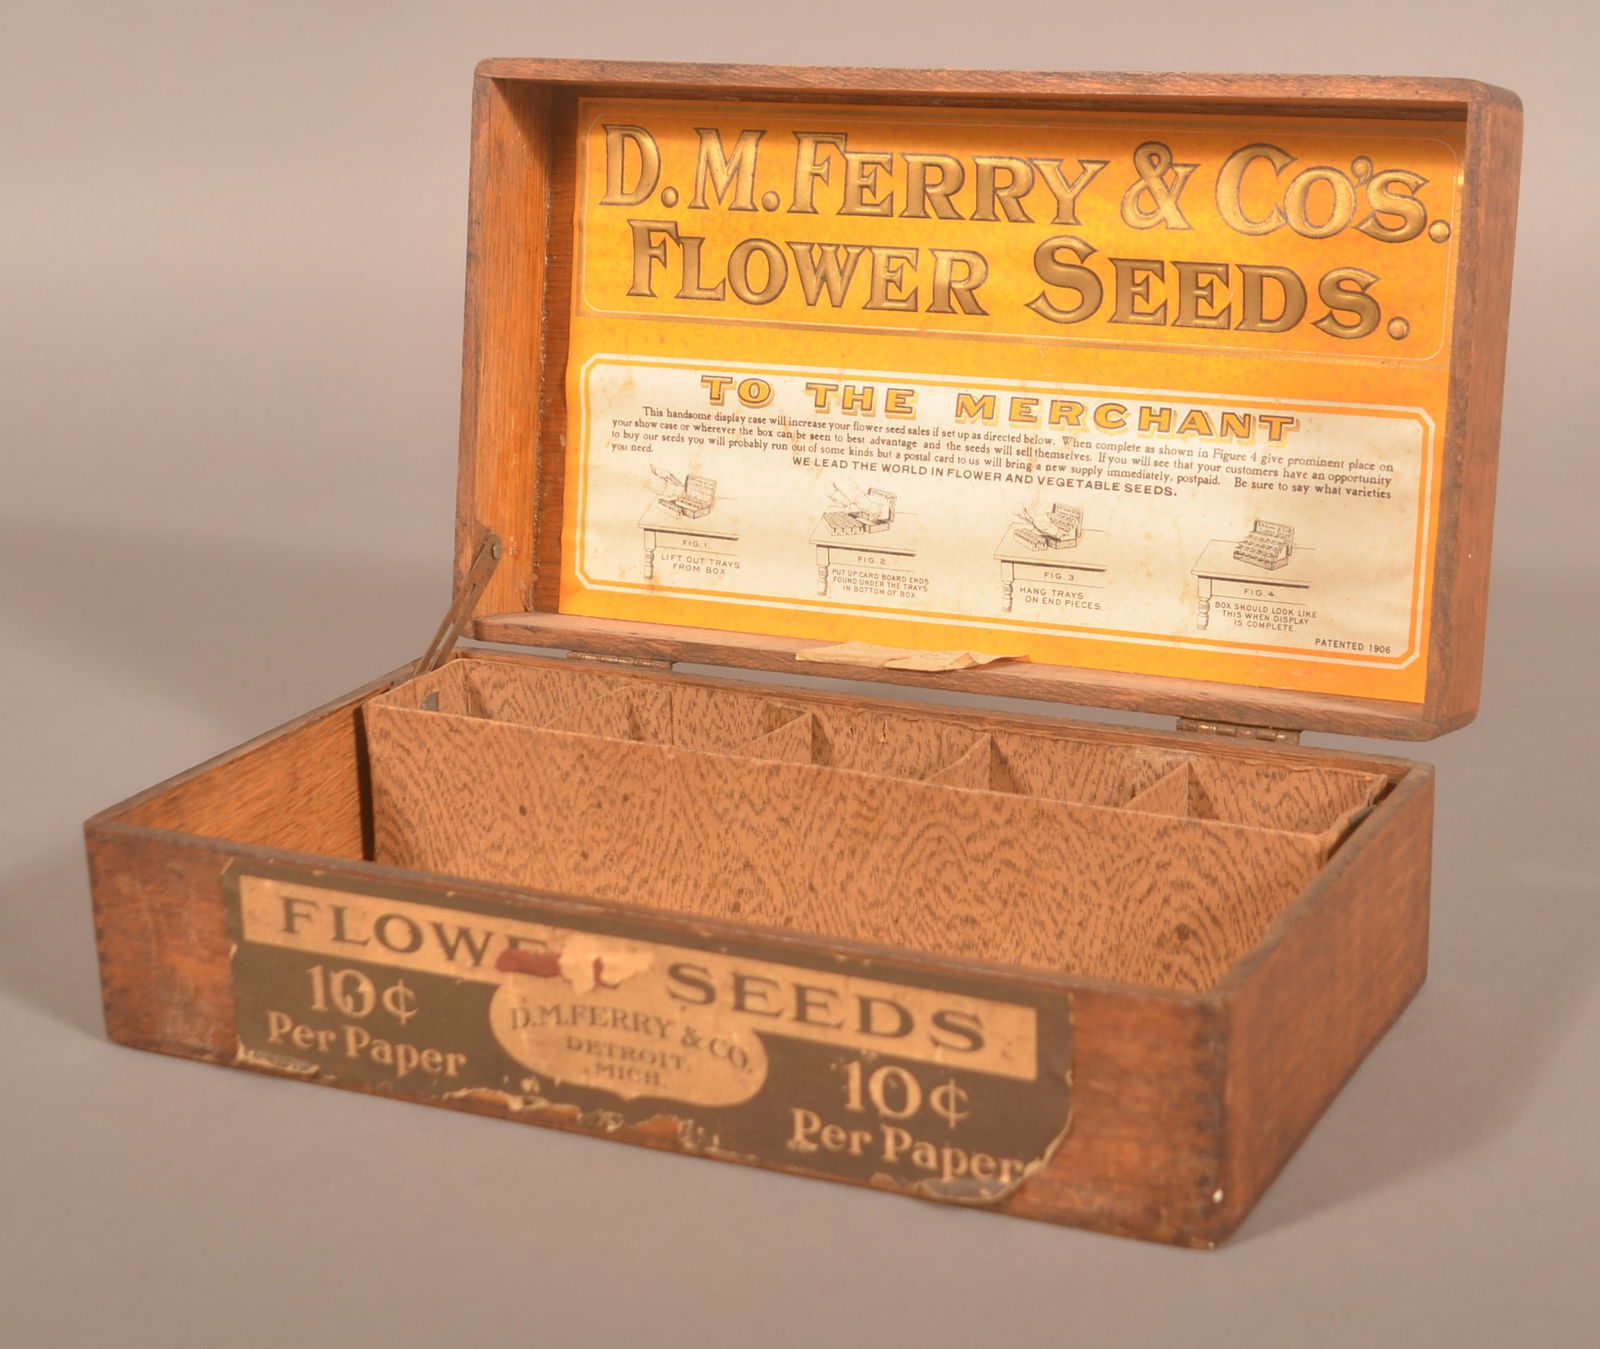 D. M. FERRY & CO'S.
FLOWER SEEDS.
TO THE MERCHANT
This handsome display case will increase your flower seed sales if set up as directed below. When complete as shown in Figure 4 give prominent place on
your show case or wherever the box can be seen to best advantage and the seeds will sell themselves. If you will see that your customers have an opportunity
to buy our seeds you will probably run out of some kinds but a postal card to us will bring a new supply immediately, postpaid. Be sure to say what varieties
you need.
WE LEAD THE WORLD IN FLOWER AND VEGETABLE SEEDS.
FIG. 1.
LIFT OUT TRAYS
FROM BOX
FIG. 2
PUT UP CARD BOARD ENDS
FOUND UNDER THE TRAYS
IN BOTTOM OF BOX
FIG. 3
HANG TRAYS
ON END PIECES.
FIG. 4
BOX SHOULD LOOK LIKE
THIS WHEN DISPLAY
IS COMPLETE.
PATENTED 1906
FLOWER SEEDS
10¢
Per Paper
D.M.FERRY & CO.
DETROIT,
MICH.
10¢
Per Paper